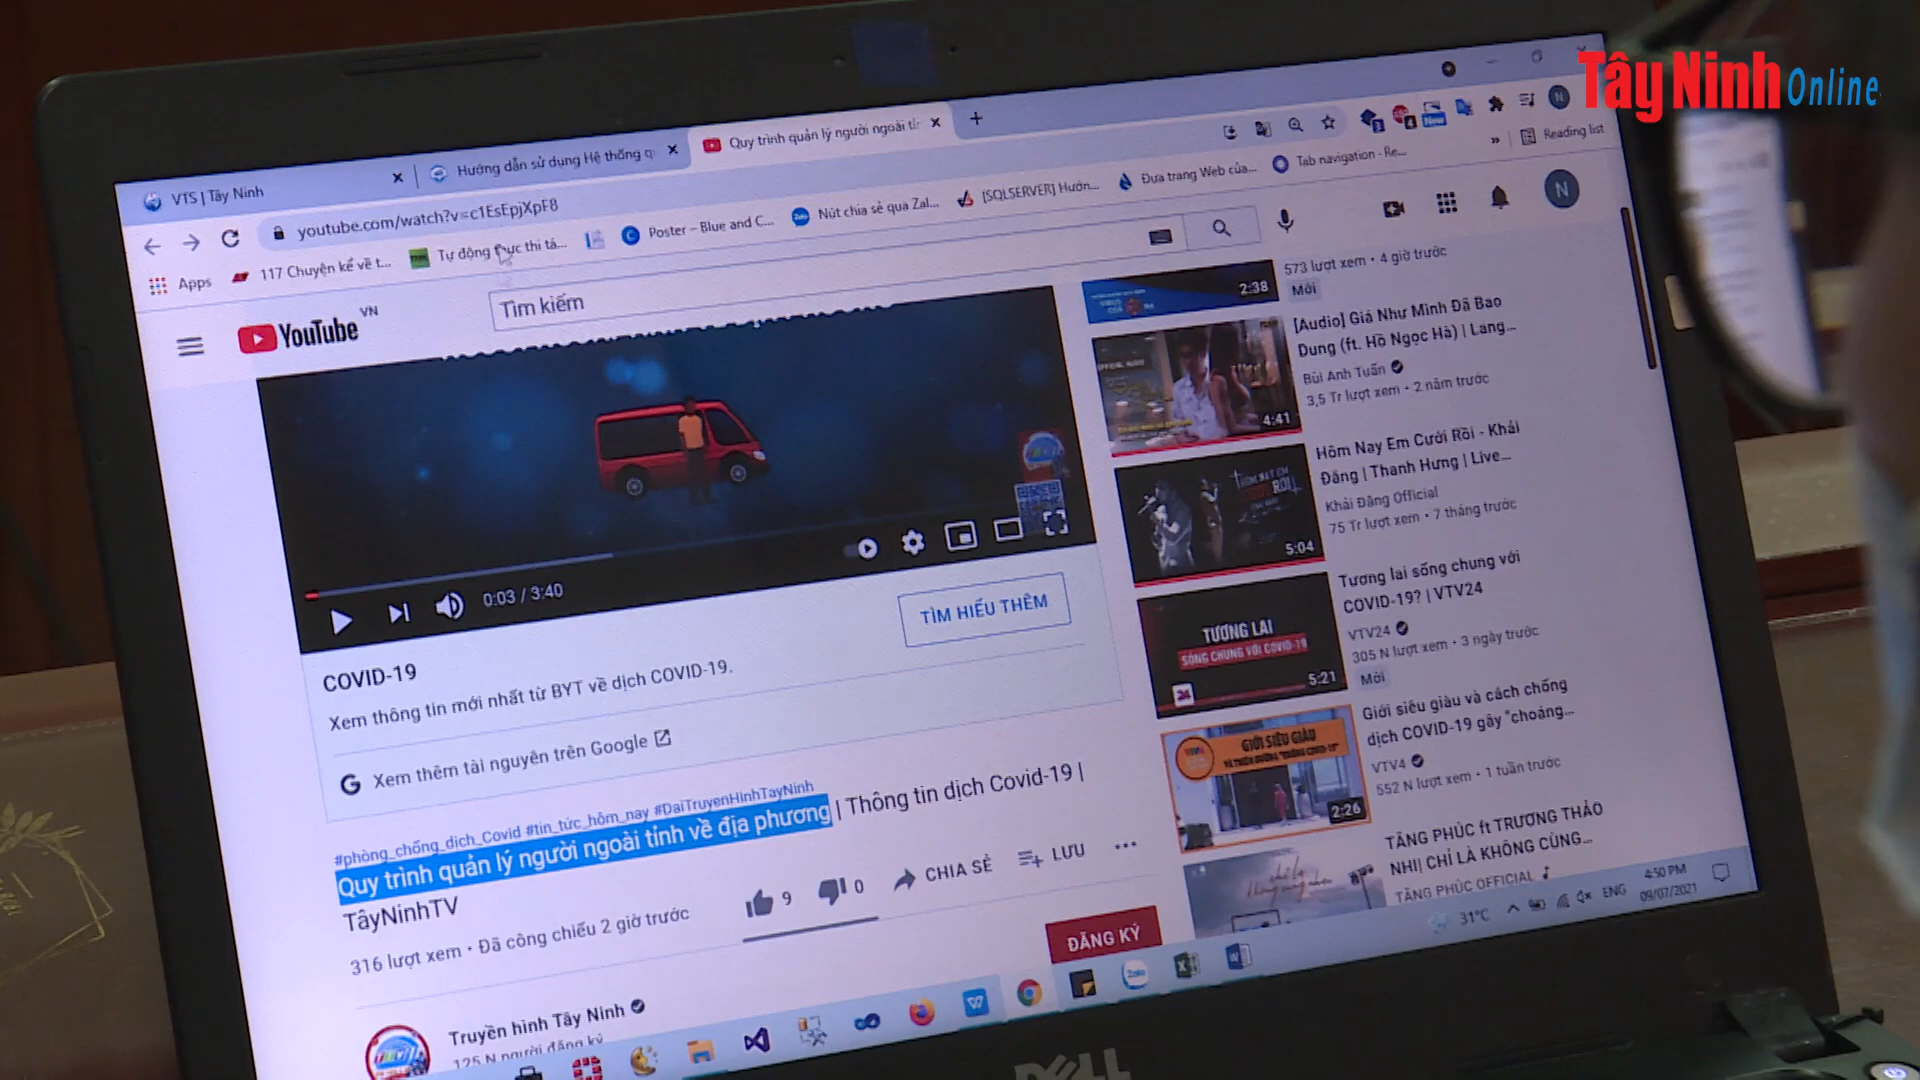 Tây Ninh Online
VTS | Tây Ninh
Hướng dẫn sử dụng Hệ thống q
Quy trình quản lý người ngoài tỉr
youtube.com/watch?v=c1EsEpjXpF8
Reading list
Apps
117 Chuyện kể về t...
Tự động thực thi tá...
Poster – Blue and C...
Nút chia sẻ qua Zal...
[SQLSERVER] Hướn...
Đưa trang Web của...
Tab navigation - Re...
YouTube VN
Tìm kiếm
N
0:03 / 3:40
COVID-19
Xem thông tin mới nhất từ BYT về dịch COVID-19.
TÌM HIỂU THÊM
Xem thêm tài nguyên trên Google
#phòng_chống_dịch_Covid #tin_tức_hôm_nay #DaiTruyenHinhTayNinh
Quy trình quản lý người ngoài tỉnh về địa phương | Thông tin dịch Covid-19 |
TâyNinhTV
316 lượt xem • Đã công chiếu 2 giờ trước
9
0
CHIA SẺ
LƯU
Truyền hình Tây Ninh
125 N người đăng ký
ĐĂNG KÝ
2:38
573 lượt xem • 4 giờ trước
Mới
4:41
[Audio] Giá Như Mình Đã Bao
Dung (ft. Hồ Ngọc Hà) | Lang...
Bùi Anh Tuấn
3,5 Tr lượt xem • 2 năm trước
5:04
Hôm Nay Em Cưới Rồi - Khải
Đăng | Thanh Hưng | Live...
Khải Đăng Official
75 Tr lượt xem • 7 tháng trước
TƯƠNG LAI
SỐNG CHUNG VỚI COVID-19
24
5:21
Tương lai sống chung với
COVID-19? | VTV24
VTV24
305 N lượt xem • 3 ngày trước
Mới
GIỚI SIÊU GIÀU
2:26
Giới siêu giàu và cách chống
dịch COVID-19 gây "choáng...
VTV4
552 N lượt xem • 1 tuần trước
TĂNG PHÚC ft TRƯƠNG THẢO
NHI| CHỈ LÀ KHÔNG CÙNG...
TĂNG PHÚC OFFICIAL
31°C
ENG
4:50 PM
09/07/2021
DELL